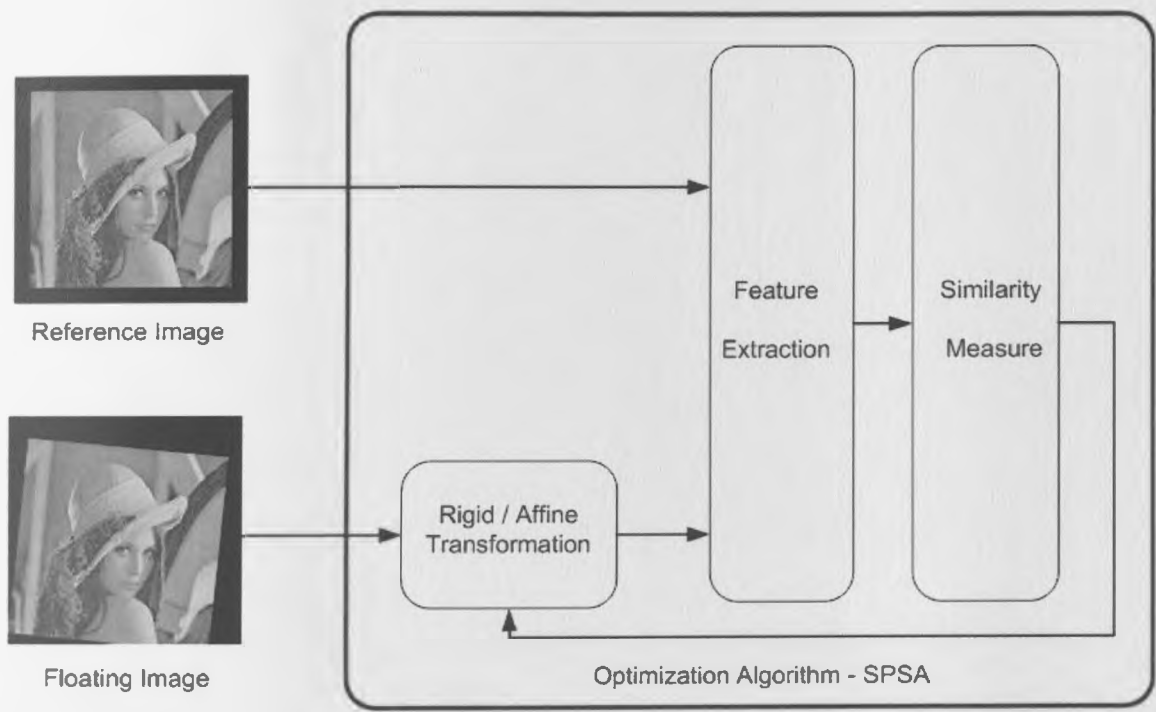 Reference Image
Feature
Extraction
Similarity
Measure
Rigid / Affine
Transformation
Floating Image
Optimization Algorithm - SPSA